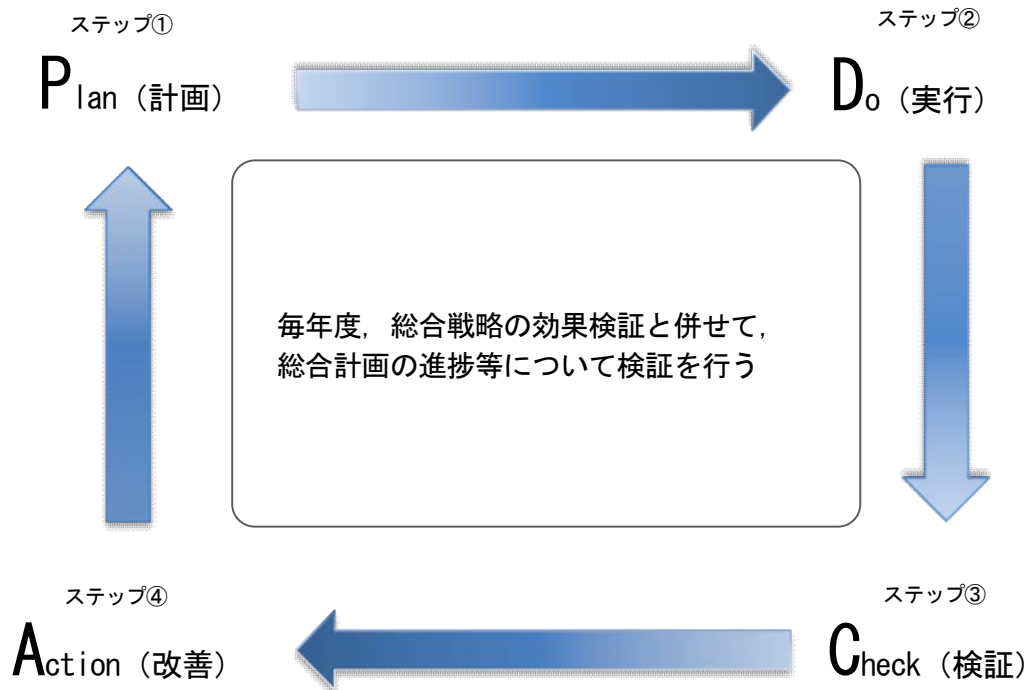 ステップ①
Plan（計画）
ステップ②
Do（実行）
毎年度，総合戦略の効果検証と併せて，
総合計画の進捗等について検証を行う
ステップ④
Action（改善）
ステップ③
Check（検証）